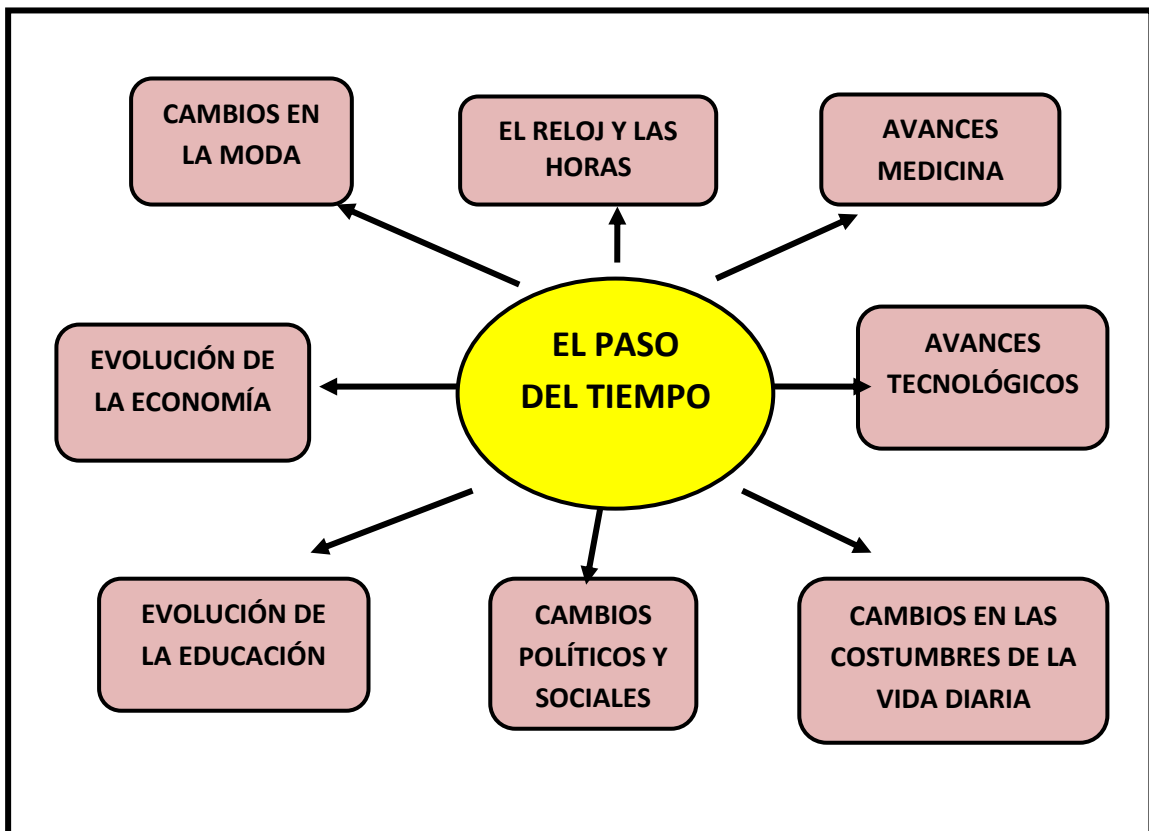 CAMBIOS EN
LA MODA
EL RELOJ Y LAS
HORAS
AVANCES
MEDICINA
EL PASO
DEL TIEMPO
EVOLUCIÓN DE
LA ECONOMÍA
AVANCES
TECNOLÓGICOS
EVOLUCIÓN DE
LA EDUCACIÓN
CAMBIOS
POLÍTICOS Y
SOCIALES
CAMBIOS EN LAS
COSTUMBRES DE LA
VIDA DIARIA